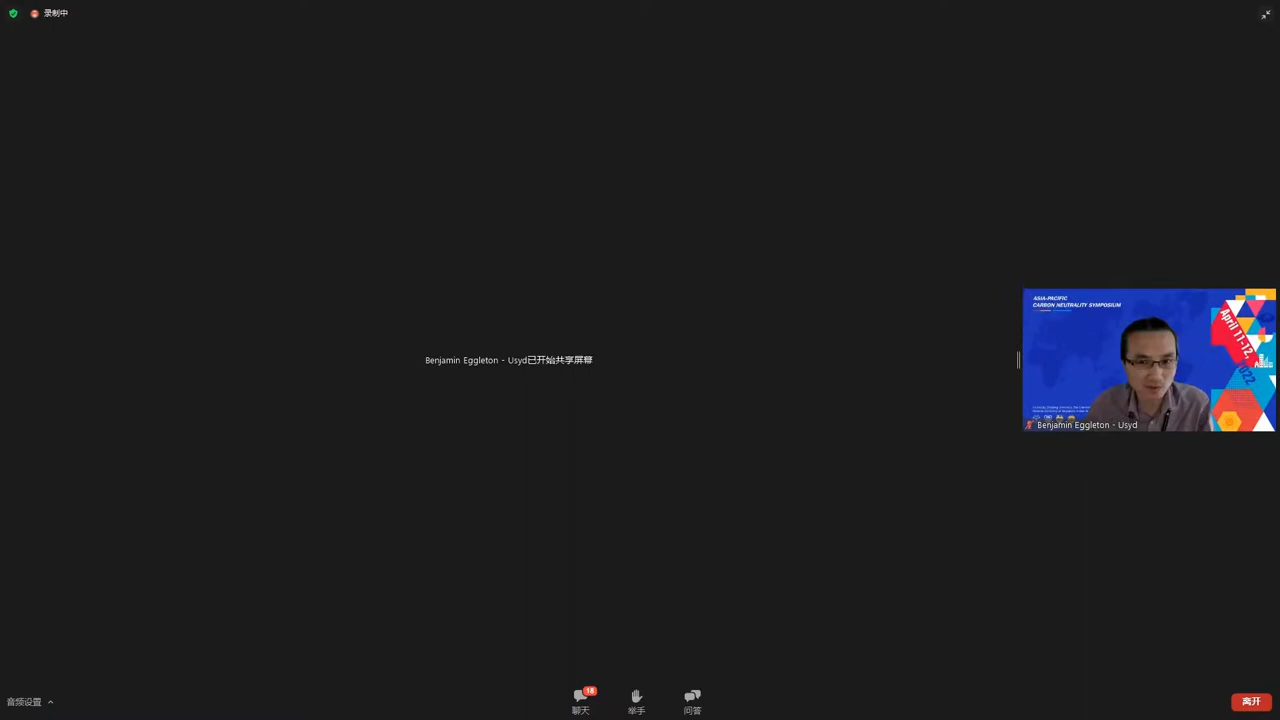 录制中
Benjamin Eggleton - Usyd已开始共享屏幕
ASIA-PACIFIC
CARBON NEUTRALITY SYMPOSIUM
April 11-12, 2022
Benjamin Eggleton - Usyd
音频设置
18
聊天
举手
问答
离开